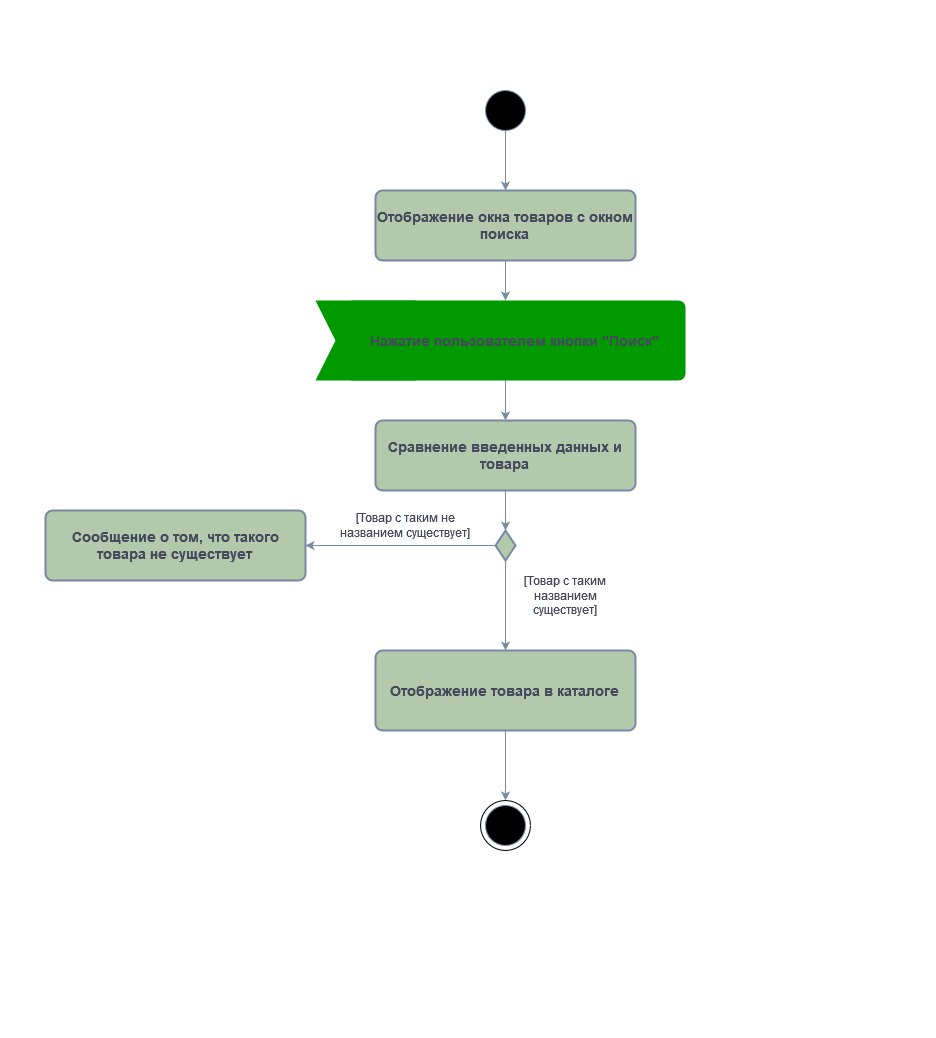 Отображение окна товаров с окном
поиска
Нажатие пользователем кнопки "Поиск"
Сравнение введенных данных и
товара
[Товар с таким не
названием существует]
Сообщение о том, что такого
товара не существует
[Товар с таким
названием
существует]
Отображение товара в каталоге